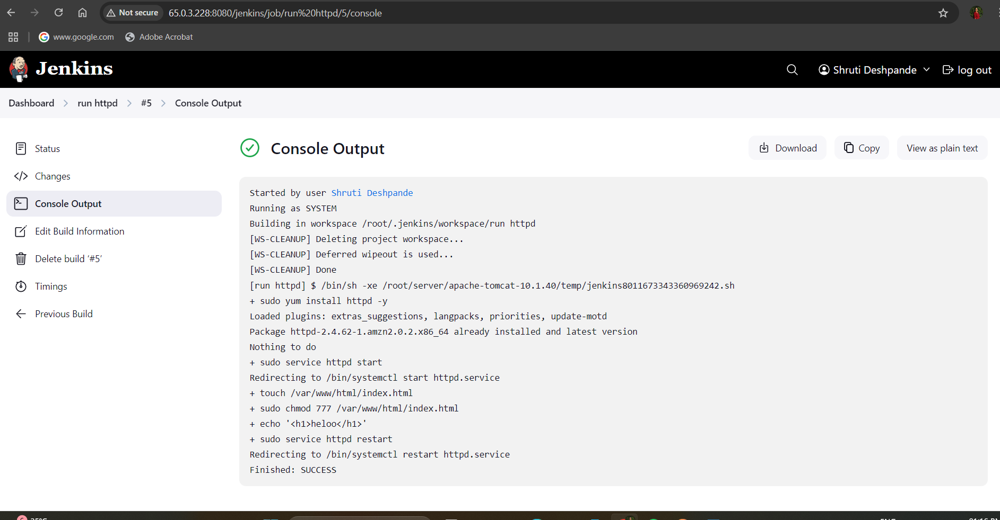 Not secure 65.0.3.228:8080/jenkins/job/run%20httpd/5/console
www.google.com Adobe Acrobat
Jenkins
Shruti Deshpande log out
Dashboard run httpd #5 Console Output
Status
Changes
Console Output
Edit Build Information
Delete build ‘#5’
Timings
Previous Build
Console Output
Download Copy View as plain text
Started by user Shruti Deshpande
Running as SYSTEM
Building in workspace /root/.jenkins/workspace/run httpd
[WS-CLEANUP] Deleting project workspace...
[WS-CLEANUP] Deferred wipeout is used...
[WS-CLEANUP] Done
[run httpd] $ /bin/sh -xe /root/server/apache-tomcat-10.1.40/temp/jenkins8011673343360969242.sh
+ sudo yum install httpd -y
Loaded plugins: extras_suggestions, langpacks, priorities, update-motd
Package httpd-2.4.62-1.amzn2.0.2.x86_64 already installed and latest version
Nothing to do
+ sudo service httpd start
Redirecting to /bin/systemctl start httpd.service
+ touch /var/www/html/index.html
+ sudo chmod 777 /var/www/html/index.html
+ echo '<h1>heloo</h1>'
+ sudo service httpd restart
Redirecting to /bin/systemctl restart httpd.service
Finished: SUCCESS